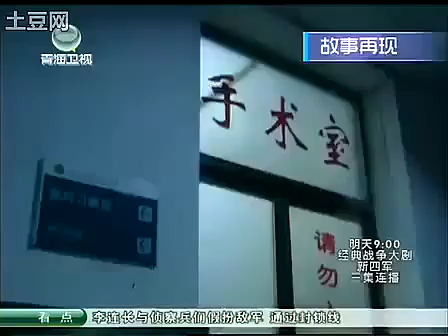 土豆网
青海卫视
故事再现
手术室
请勿
明天9:00
经典战争大剧
新四军
三集连播
看点
李连长与侦察兵们假扮敌军 通过封锁线